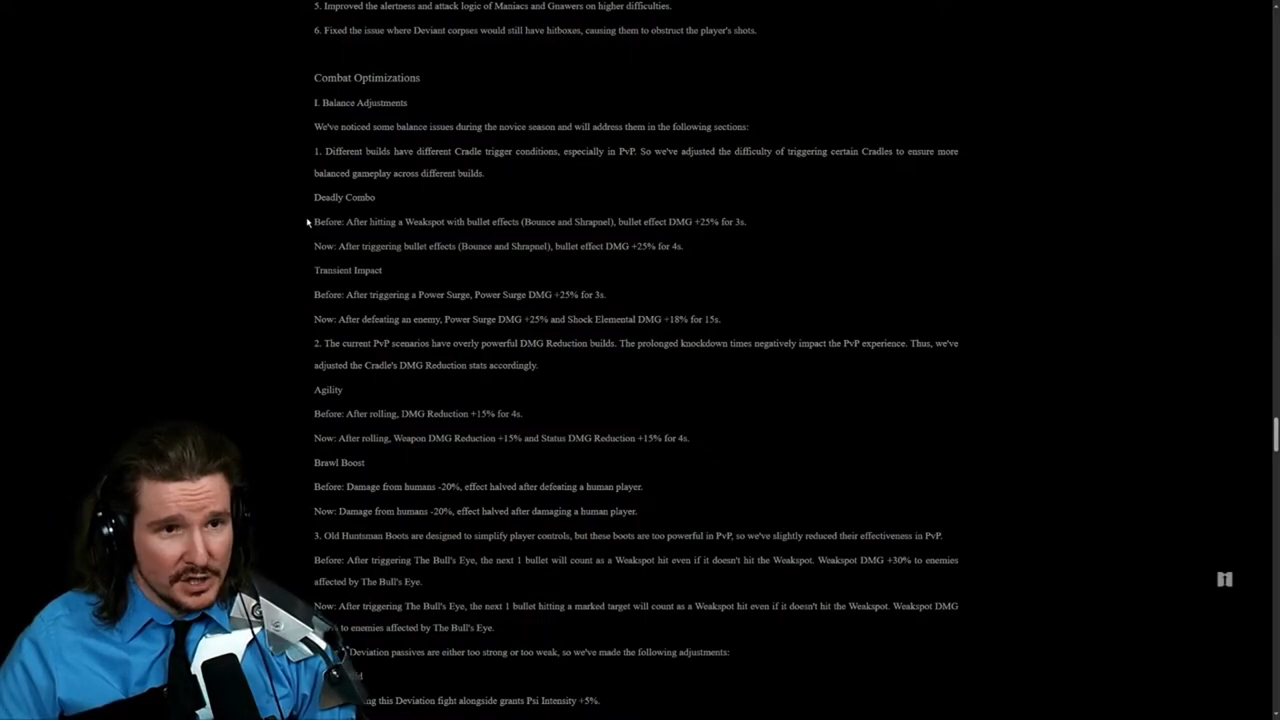 5. Improved the alertness and attack logic of Maniacs and Gnawers on higher difficulties.
6. Fixed the issue where Deviant corpses would still have hitboxes, causing them to obstruct the player's shots.
Combat Optimizations
I. Balance Adjustments
We've noticed some balance issues during the novice season and will address them in the following sections:
1. Different builds have different Cradle trigger conditions, especially in PvP. So we've adjusted the difficulty of triggering certain Cradles to ensure more
balanced gameplay across different builds.
Deadly Combo
Before: After hitting a Weakspot with bullet effects (Bounce and Shrapnel), bullet effect DMG +25% for 3s.
Now: After triggering bullet effects (Bounce and Shrapnel), bullet effect DMG +25% for 4s.
Transient Impact
Before: After triggering a Power Surge, Power Surge DMG +25% for 3s.
Now: After defeating an enemy, Power Surge DMG +25% and Shock Elemental DMG +18% for 15s.
2. The current PvP scenarios have overly powerful DMG Reduction builds. The prolonged knockdown times negatively impact the PvP experience. Thus, we've
adjusted the Cradle's DMG Reduction stats accordingly.
Agility
Before: After rolling, DMG Reduction +15% for 4s.
Now: After rolling, Weapon DMG Reduction +15% and Status DMG Reduction +15% for 4s.
Brawl Boost
Before: Damage from humans -20%, effect halved after defeating a human player.
Now: Damage from humans -20%, effect halved after damaging a human player.
3. Old Huntsman Boots are designed to simplify player controls, but these boots are too powerful in PvP, so we've slightly reduced their effectiveness in PvP.
Before: After triggering The Bull's Eye, the next 1 bullet will count as a Weakspot hit even if it doesn't hit the Weakspot. Weakspot DMG +30% to enemies
affected by The Bull's Eye.
Now: After triggering The Bull's Eye, the next 1 bullet hitting a marked target will count as a Weakspot hit even if it doesn't hit the Weakspot. Weakspot DMG
to enemies affected by The Bull's Eye.
Deviation passives are either too strong or too weak, so we've made the following adjustments:
this Deviation fight alongside grants Psi Intensity +5%.